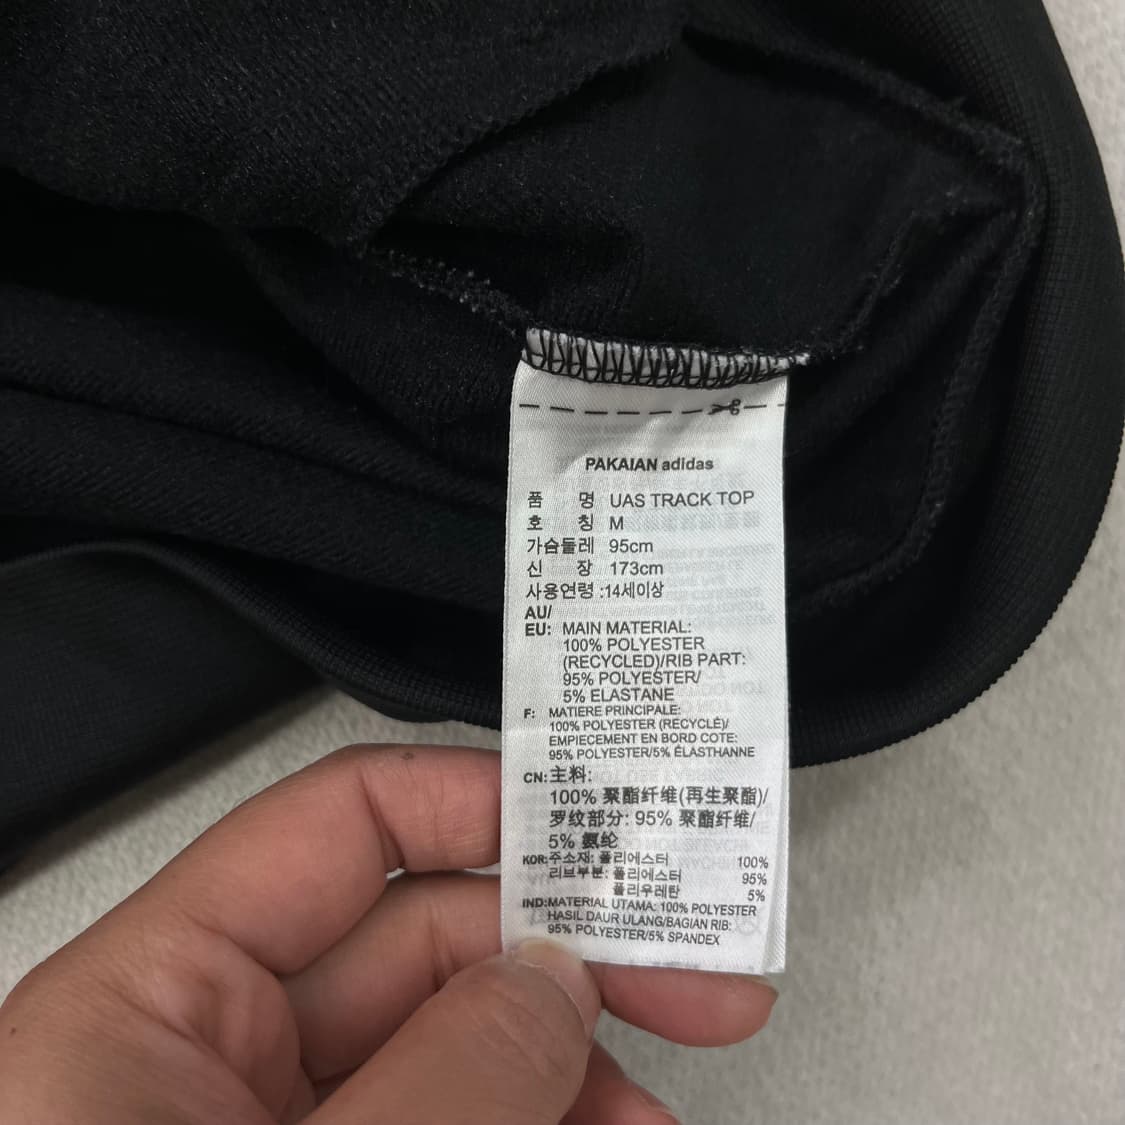 PAKAIAN adidas
품 명 UAS TRACK TOP
호 칭 M
가슴둘레 95cm
신 장 173cm
사용연령 :14세이상
AU/
EU: MAIN MATERIAL:
100% POLYESTER
(RECYCLED)/RIB PART:
95% POLYESTER/
5% ELASTANE
F: MATIERE PRINCIPALE:
100% POLYESTER (RECYCLÉ)/
EMPIECEMENT EN BORD COTE:
95% POLYESTER/5% ÉLASTHANNE
CN: 主料:
100% 聚酯纤维(再生聚酯)/
罗纹部分: 95% 聚酯纤维/
5% 氨纶
KOR: 주소재: 폴리에스터 100%
리브부분: 폴리에스터 95%
폴리우레탄 5%
IND: MATERIAL UTAMA: 100% POLYESTER
HASIL DAUR ULANG/BAGIAN RIB:
95% POLYESTER/5% SPANDEX